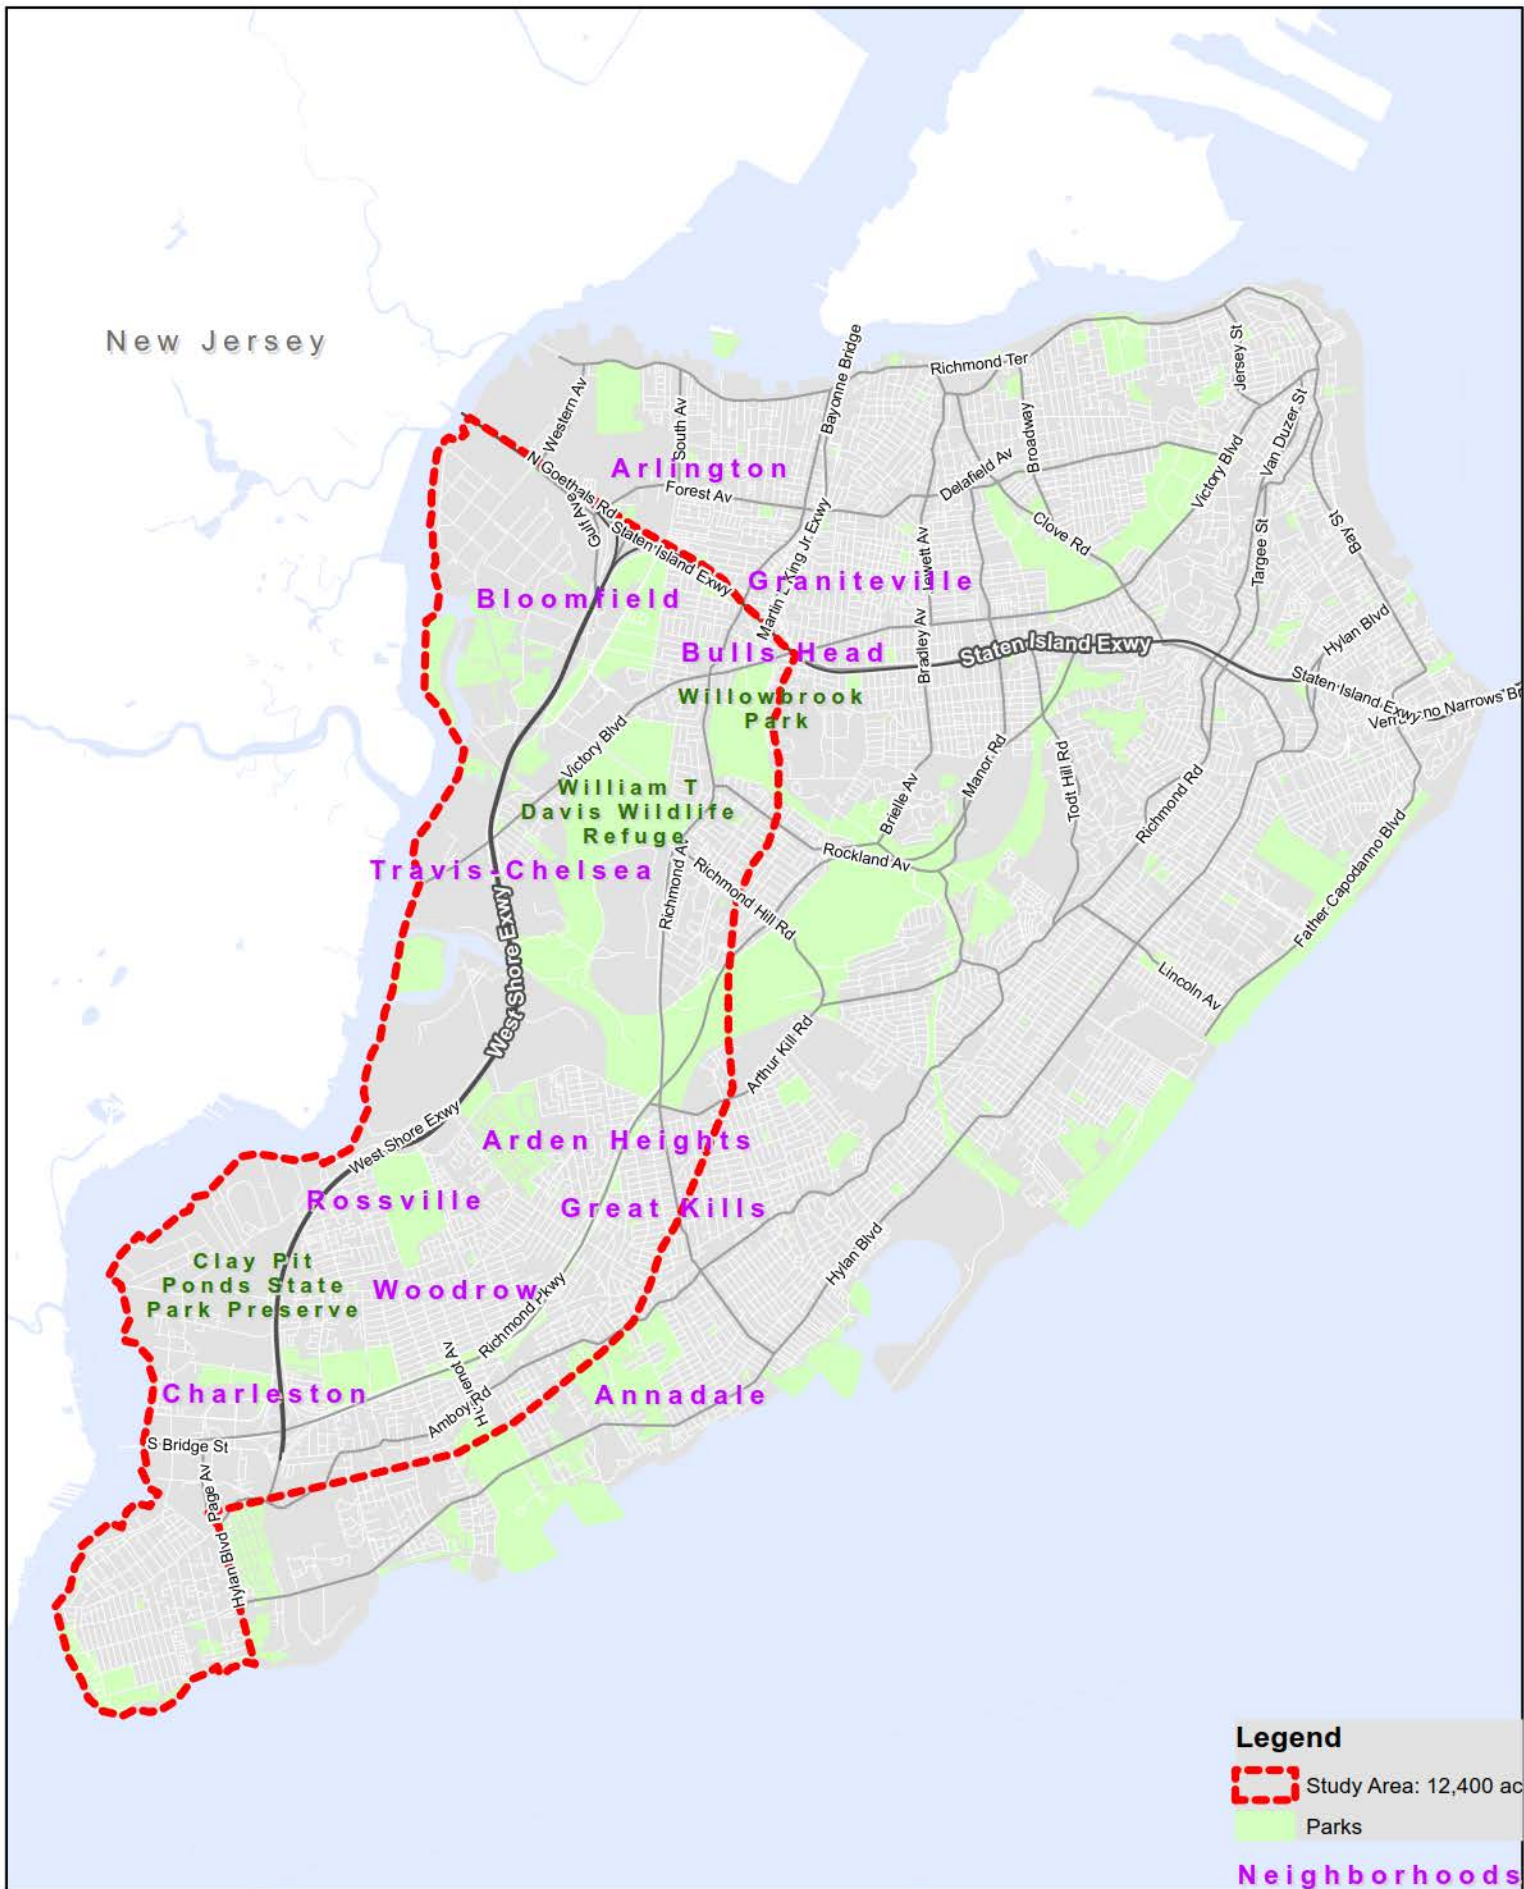 New Jersey
Bayonne Bridge
Richmond Ter
Jersey St
Western Av
South Av
Broadway
Van Duzer St
Victory Blvd
N Goethals Rd
Arlington
Forest Av
Delafield Av
Gulf Ave
Staten Island Exwy
Martin L King Jr Exwy
Jewett Av
Clove Rd
Targee St
Bay St
Bloomfield
Graniteville
Bulls Head
Bradley Av
Staten Island Exwy
Hylan Blvd
Staten Island Exwy
Willowbrook
Park
Victory Blvd
William T
Davis Wildlife
Refuge
Brielle Av
Manor Rd
Todt Hill Rd
Richmond Rd
Rockland Av
Father Capodanno Blvd
Travis-Chelsea
Richmond Av
Richmond Hill Rd
West Shore Exwy
Lincoln Av
Arthur Kill Rd
West Shore Exwy
Arden Heights
Rossville
Great Kills
Hylan Blvd
Clay Pit
Ponds State
Park Preserve
Woodrow
Richmond Pkwy
Charleston
Amboy Rd
Annadale
S Bridge St
Page Av
Hylan Blvd
Legend
Study Area: 12,400 ac
Parks
Neighborhoods